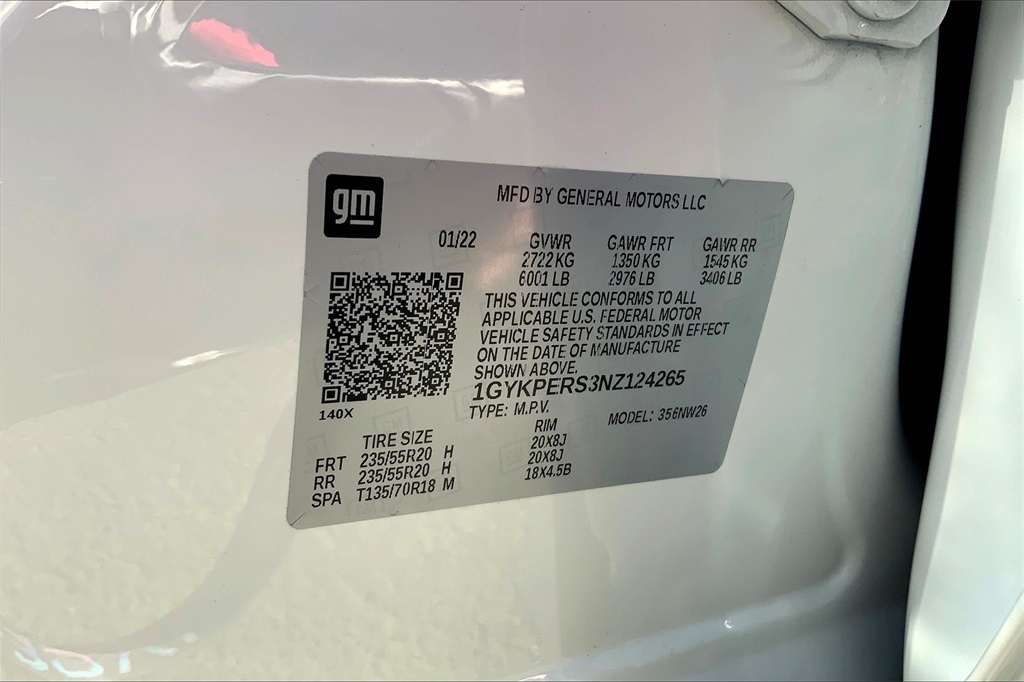 gm
MFD BY GENERAL MOTORS LLC
01/22 GVWR GAWR FRT GAWR RR
2722 KG 1350 KG 1545 KG
6001 LB 2976 LB 3406 LB
THIS VEHICLE CONFORMS TO ALL
APPLICABLE U.S. FEDERAL MOTOR
VEHICLE SAFETY STANDARDS IN EFFECT
ON THE DATE OF MANUFACTURE
SHOWN ABOVE.
1GYKPERS3NZ124265
140X
TYPE: M.P.V. MODEL: 356NW26
TIRE SIZE RIM
FRT 235/55R20 H 20X8J
RR 235/55R20 H 20X8J
SPA T135/70R18 M 18X4.5B